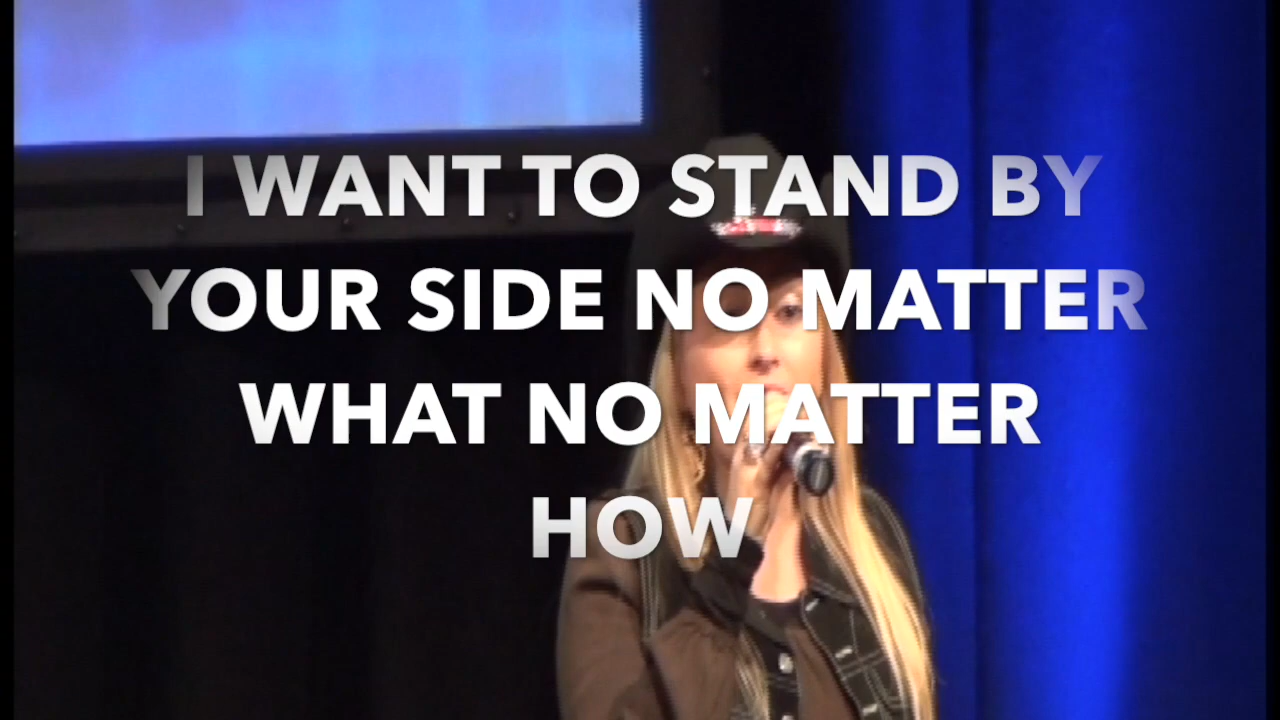 I WANT TO STAND BY
YOUR SIDE NO MATTER
WHAT NO MATTER
HOW